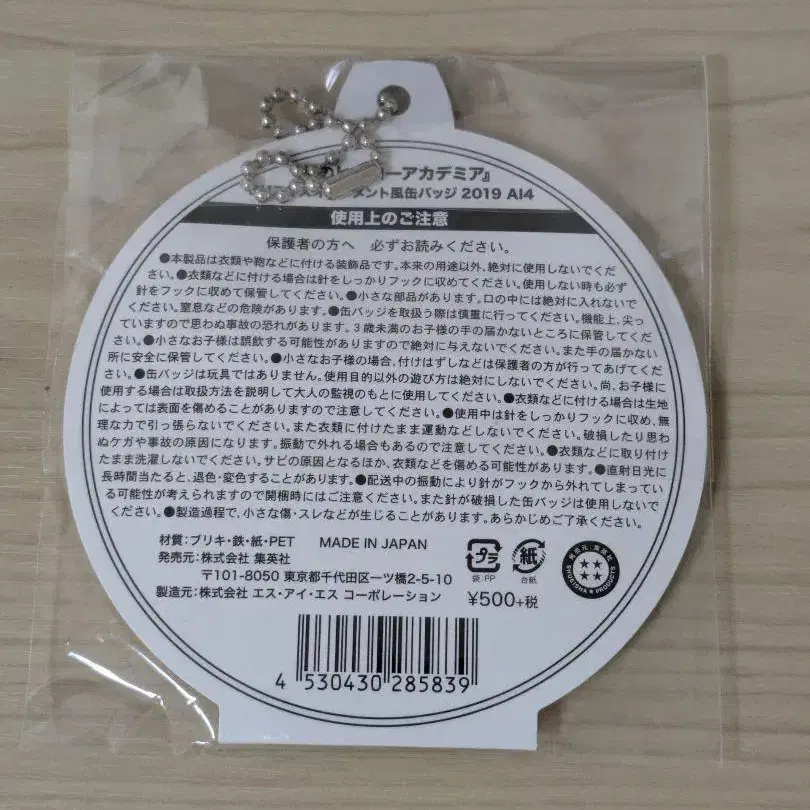 ーアカデミア』
メント風缶バッジ 2019 AI4
使用上のご注意
保護者の方へ 必ずお読みください。
●本製品は衣類や鞄などに付ける装飾品です。本来の用途以外、絶対に使用しないでくだ
さい。●衣類などに付ける場合は針をしっかりフックに収めてください。使用しない時も必ず
針をフックに収めて保管してください。●小さな部品があります。口の中には絶対に入れないで
ください。窒息などの危険があります。●缶バッジを取扱う際は慎重に行ってください。機能上、尖っ
ていますので思わぬ事故の恐れがあります。3歳未満のお子様の手の届かないところに保管してくださ
い。●小さなお子様は誤飲する可能性がありますので絶対に与えないでください。また手の届かない
所に安全に保管してください。●小さなお子様の場合、付けはずしなどは保護者の方が行ってあげてくだ
さい。●缶バッジは玩具ではありません。使用目的以外の遊び方は絶対にしないでください。尚、お子様に
使用する場合は取扱方法を説明して大人の監視のもとに使用してください。●衣類などに付ける場合は生地
によっては表面を傷めることがありますので注意してください。●使用中は針をしっかりフックに収め、無
理な力で引っ張らないでください。また衣類に付けたまま運動などしないでください。破損したり思わ
ぬケガや事故の原因になります。振動で外れる場合もあるので注意してください。●衣類などに取り付け
たまま洗濯しないでください。サビの原因となるほか、衣類などを傷める可能性があります。●直射日光に
長時間当たると、退色・変色することがあります。●配送中の振動により針がフックから外れてしまってい
る可能性が考えられますので開梱時にはご注意ください。また針が破損した缶バッジは使用しないで
ください。●製造過程で、小さな傷・スレなどが生じることがあります。あらかじめご了承ください。
材質:ブリキ・鉄・紙・PET MADE IN JAPAN
発売元:株式会社 集英社
〒101-8050 東京都千代田区一ツ橋2-5-10
製造元:株式会社 エス・アイ・エス コーポレーション
プラ
袋:PP
紙
台紙
¥500+税
発売元:集英社
SHUEISHA PRODUCTS
4 530430 285839